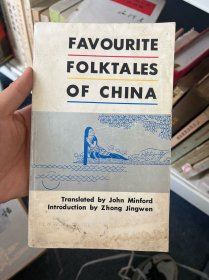 FAVOURITE
FOLKTALES
OF CHINA
Translated by John Minford
Introduction by Zhong Jingwen